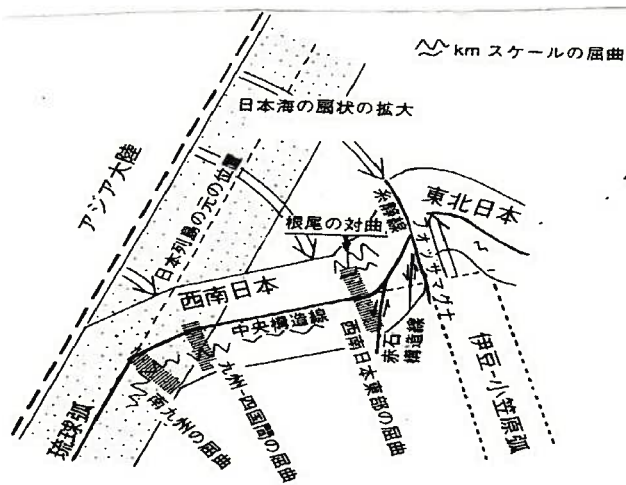 km スケールの屈曲
日本海の扇状の拡大
アジア大陸
日本列島の元の位置
糸静線
東北日本
根尾の対曲
フォッサマグナ
西南日本
中央構造線
赤石
構造線
西南日本東部の屈曲
伊豆-小笠原弧
九州-四国間の屈曲
南九州の屈曲
琉球弧